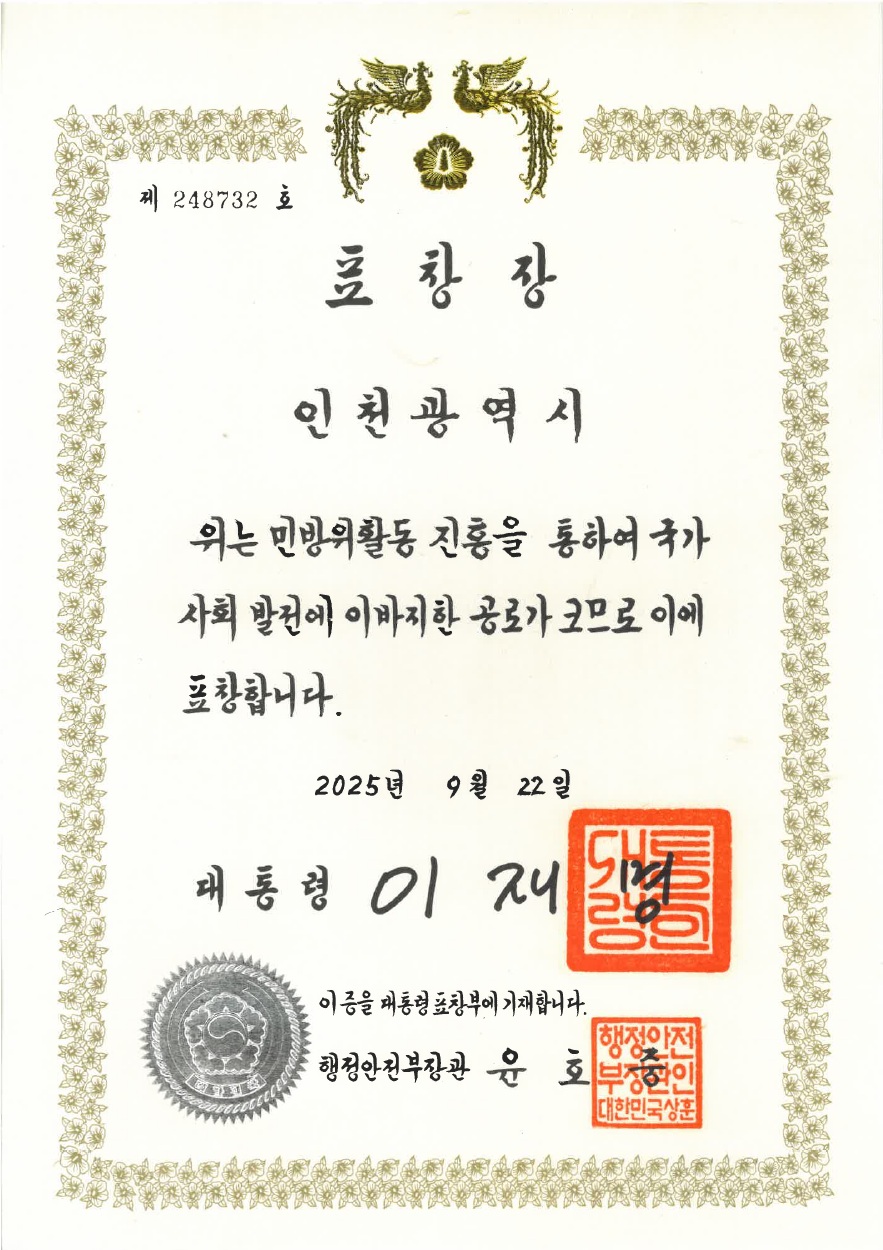 제 248732 호
표 창 장
인천광역시
위는 민방위활동 진흥을 통하여 국가
사회 발전에 이바지한 공로가 크므로 이에
표창합니다.
2025년 9월 22일
대통령 이재명
이 증을 대통령표창부에 기재합니다.
행정안전부장관 윤호중
행정안전
부장관인
대한민국상훈